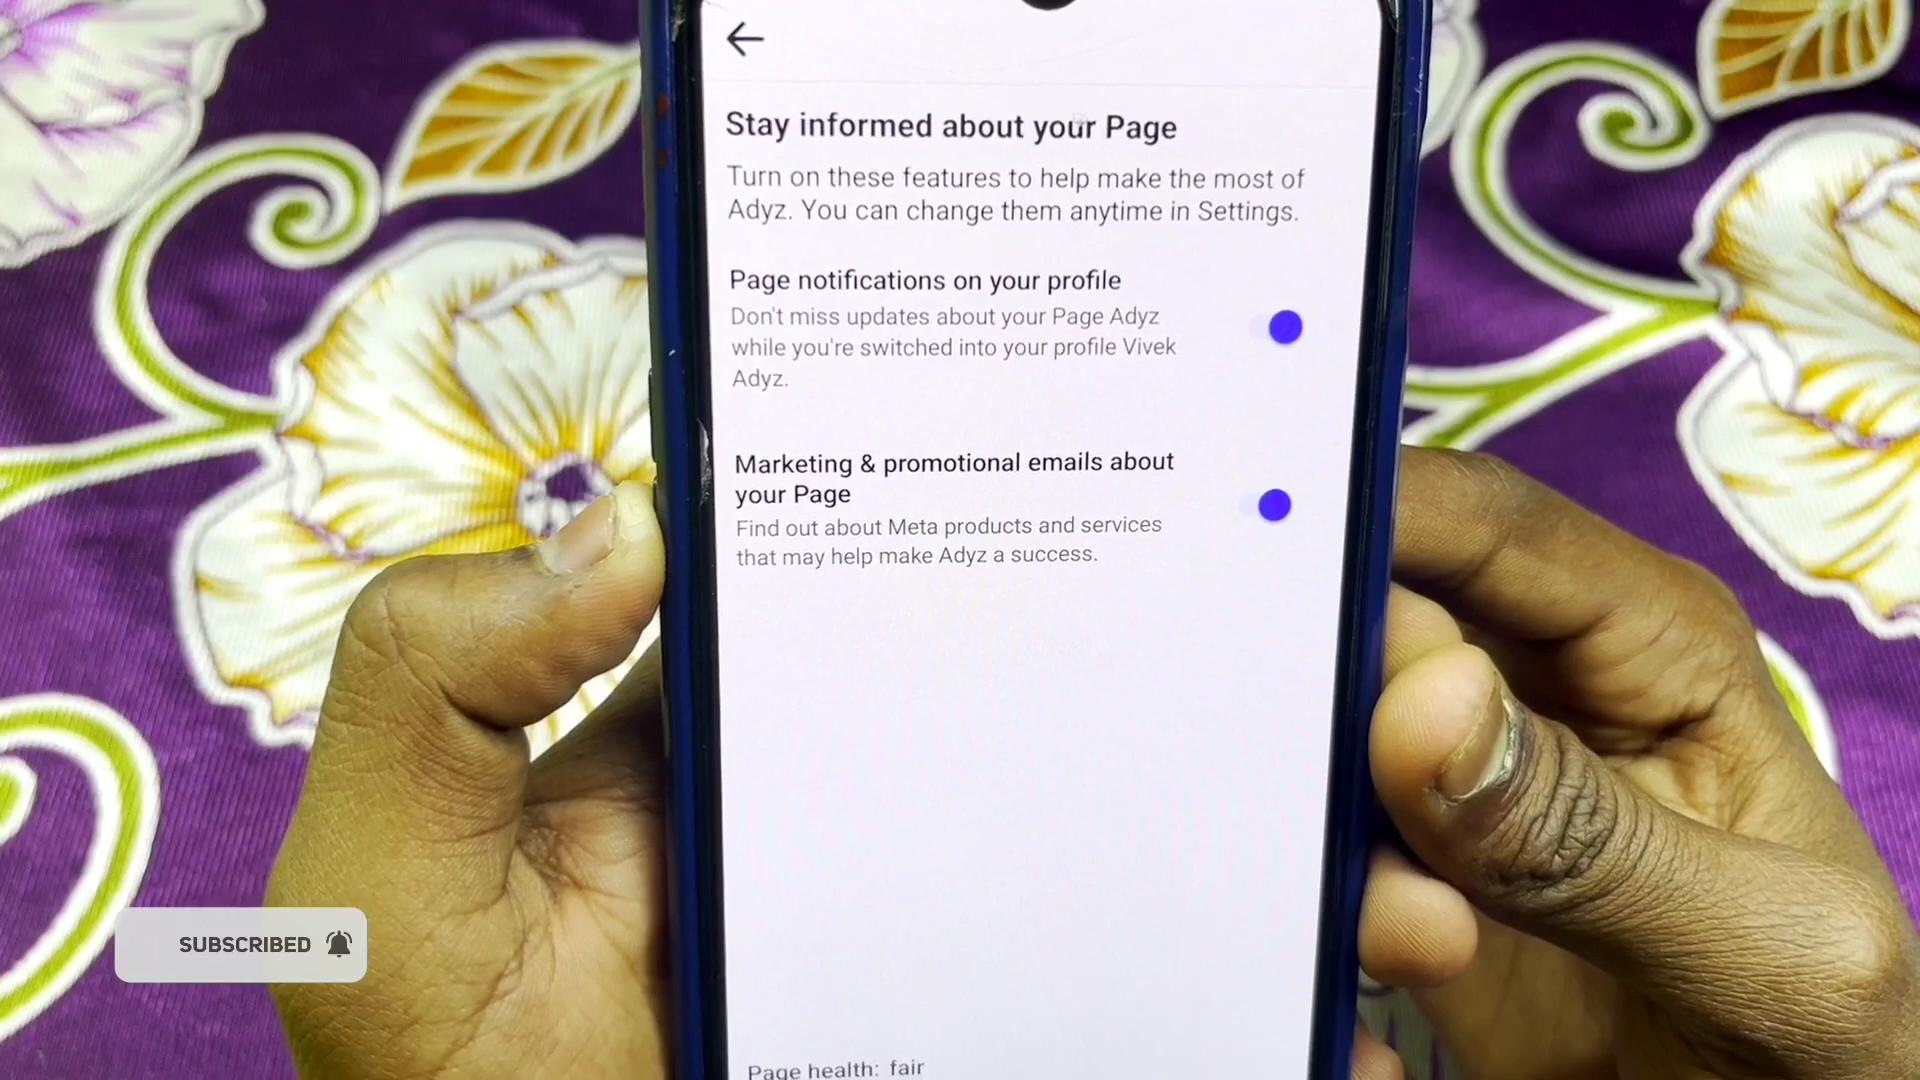 Stay informed about your Page
Turn on these features to help make the most of
Adyz. You can change them anytime in Settings.
Page notifications on your profile
Don't miss updates about your Page Adyz
while you're switched into your profile Vivek
Adyz.
Marketing & promotional emails about
your Page
Find out about Meta products and services
that may help make Adyz a success.
SUBSCRIBED
Page health: fair